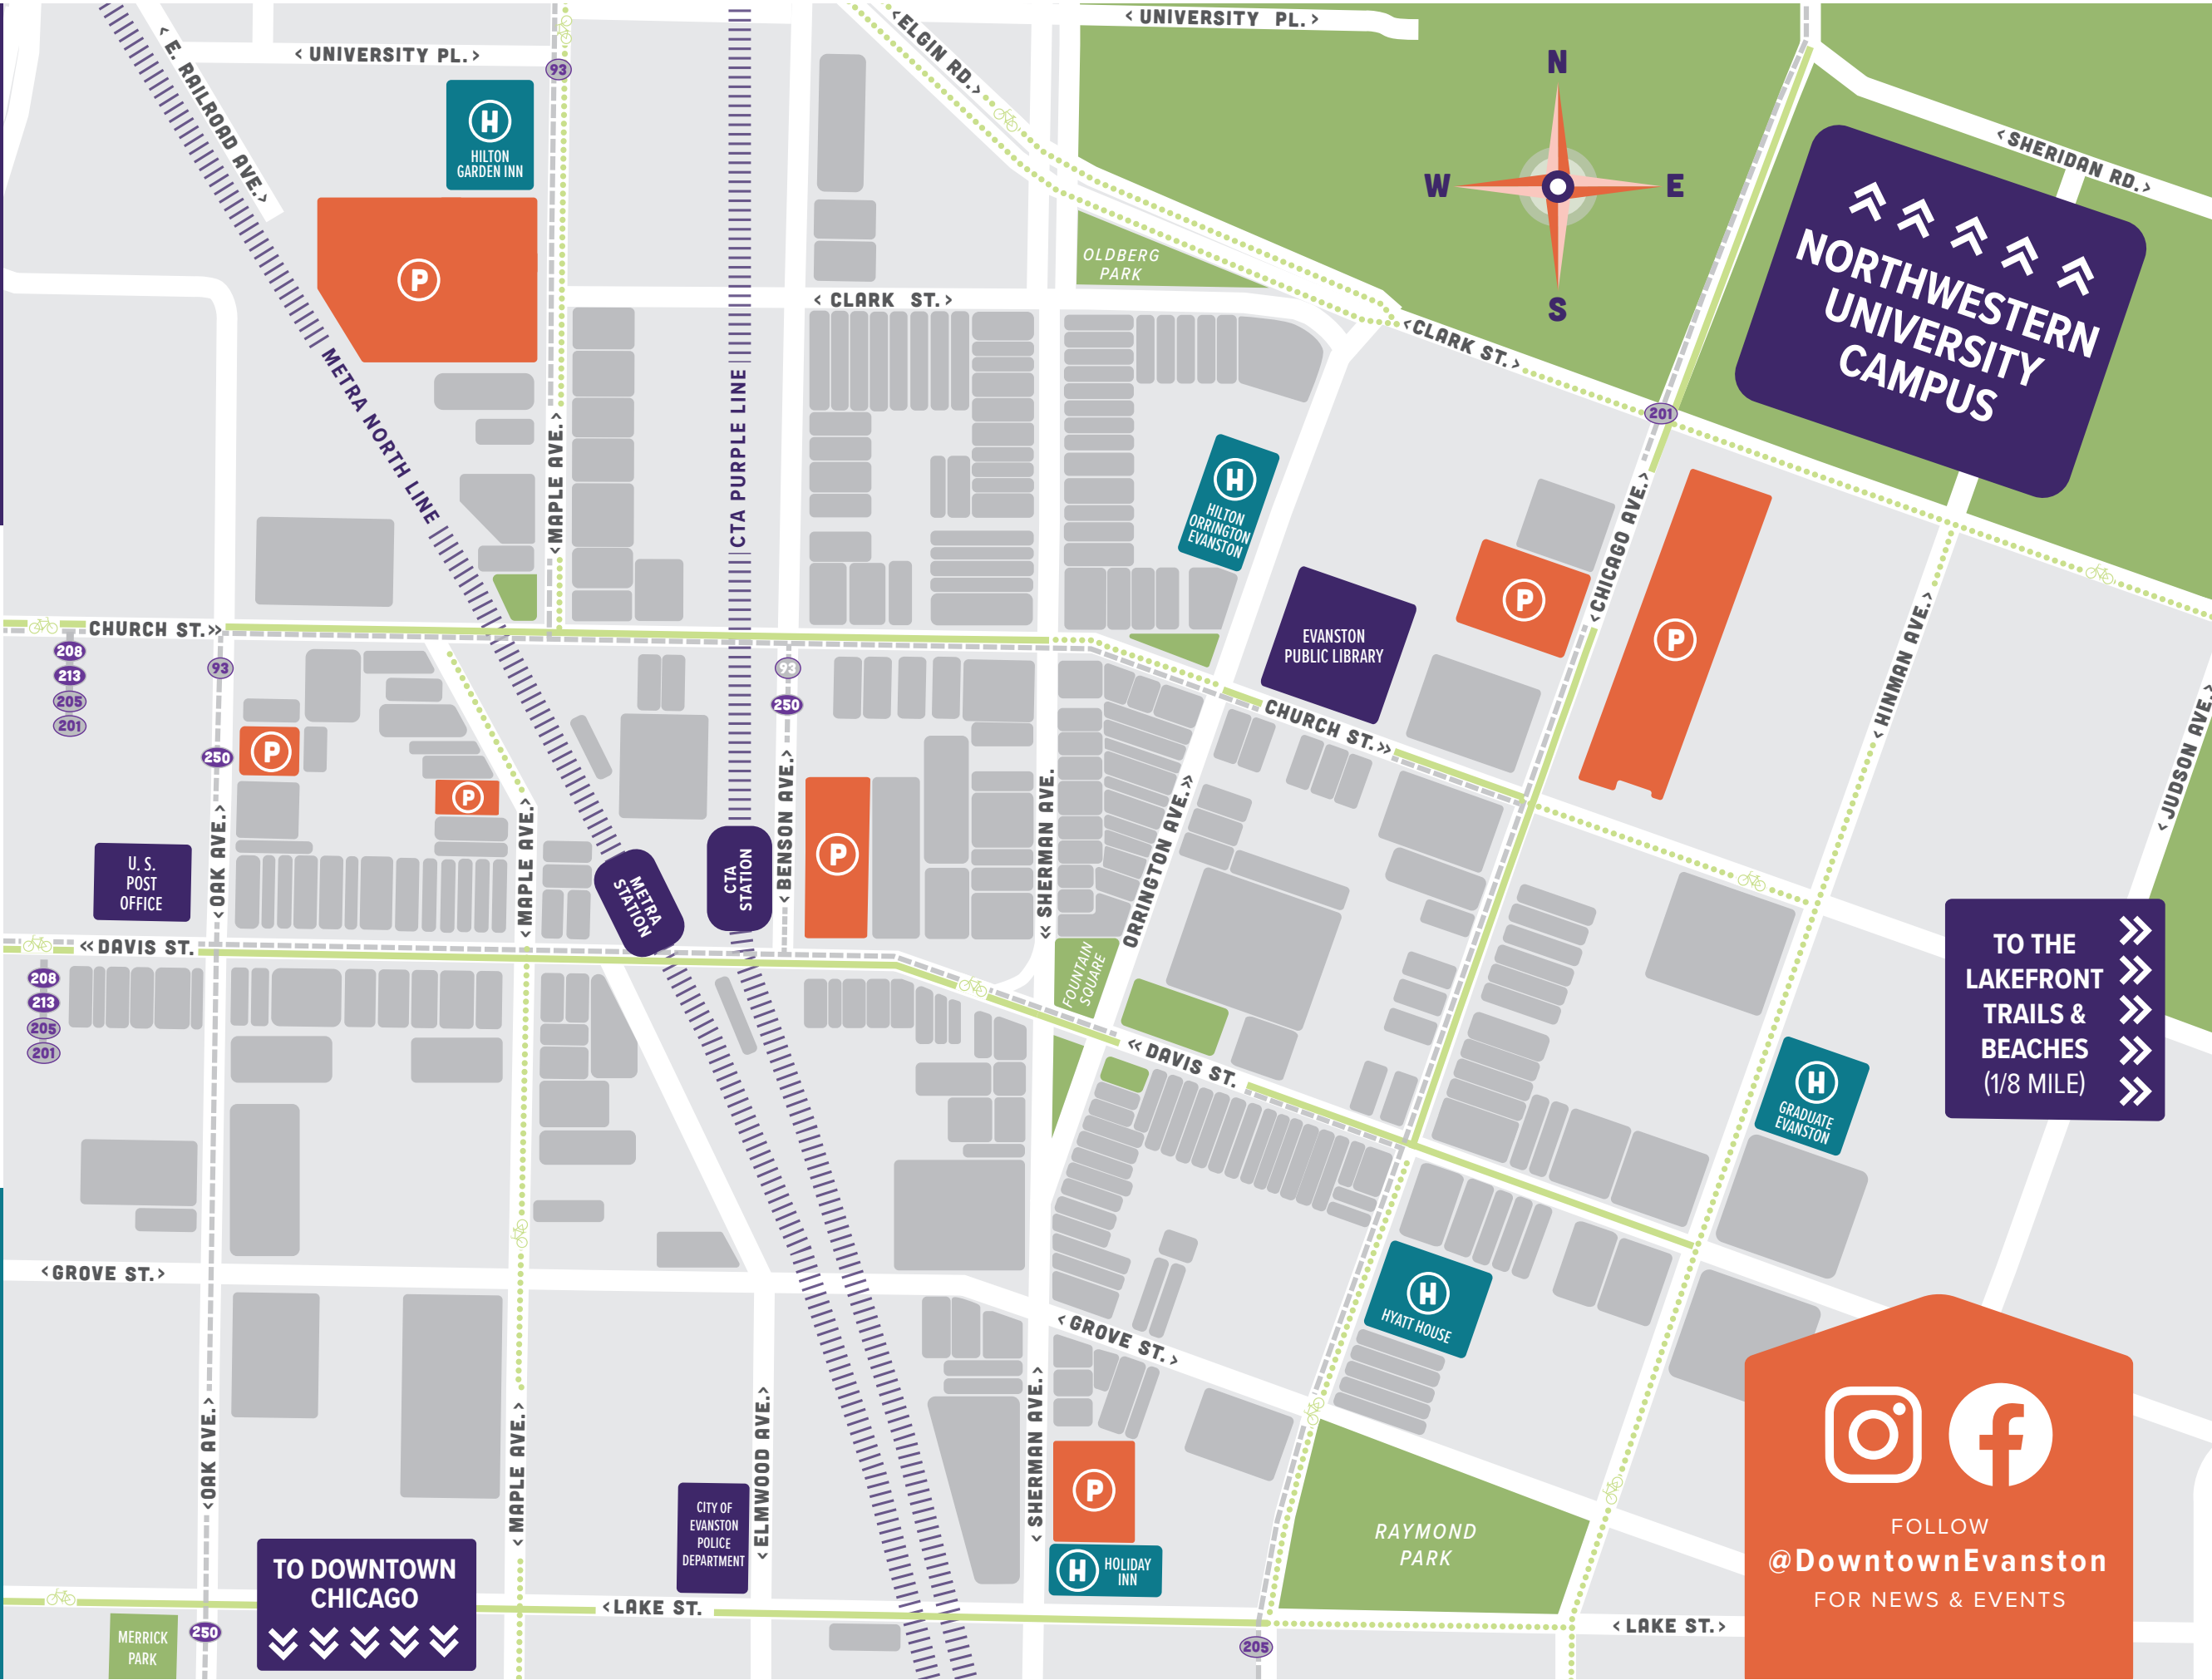 < UNIVERSITY PL. >
< UNIVERSITY PL. >
< E. RAILROAD AVE. >
< ELGIN RD. >
93
H
HILTON
GARDEN INN
N
W
E
S
< SHERIDAN RD. >
NORTHWESTERN
UNIVERSITY
CAMPUS
P
OLDBERG
PARK
< CLARK ST. >
< CLARK ST. >
201
METRA NORTH LINE
< MAPLE AVE. >
CTA PURPLE LINE
H
HILTON
ORRINGTON
EVANSTON
< CHICAGO AVE. >
P
P
EVANSTON
PUBLIC LIBRARY
< HINMAN AVE. >
< JUDSON AVE. >
CHURCH ST. >>
208
213
205
201
93
250
93
250
CHURCH ST. >>
P
P
P
U. S.
POST
OFFICE
< OAK AVE. >
< MAPLE AVE. >
METRA
STATION
CTA
STATION
< BENSON AVE. >
<< SHERMAN AVE.
ORRINGTON AVE. >>
<< DAVIS ST.
208
213
205
201
FOUNTAIN
SQUARE
<< DAVIS ST.
TO THE
LAKEFRONT
TRAILS &
BEACHES
(1/8 MILE)
H
GRADUATE
EVANSTON
< GROVE ST. >
< GROVE ST. >
H
HYATT HOUSE
< OAK AVE. >
< MAPLE AVE. >
< ELMWOOD AVE. >
< SHERMAN AVE. >
P
CITY OF
EVANSTON
POLICE
DEPARTMENT
H
HOLIDAY
INN
RAYMOND
PARK
TO DOWNTOWN
CHICAGO
< LAKE ST.
< LAKE ST. >
MERRICK
PARK
250
205
FOLLOW
@DowntownEvanston
FOR NEWS & EVENTS